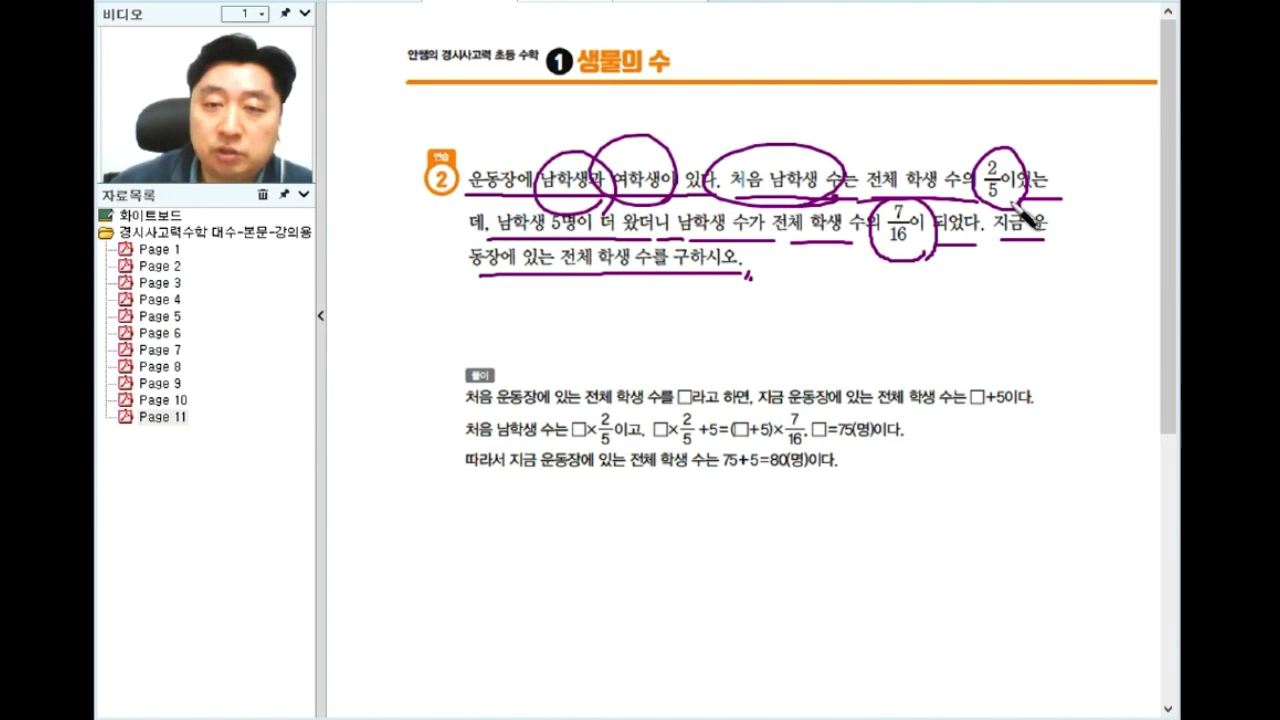 비디오
1
자료목록
화이트보드
경시사고력수학 대수-본문-강의용
Page 1
Page 2
Page 3
Page 4
Page 5
Page 6
Page 7
Page 8
Page 9
Page 10
Page 11
안쌤의 경시사고력 초등 수학 1 생물의 수
연습
2
운동장에 남학생과 여학생이 있다. 처음 남학생 수는 전체 학생 수의 2/5이었는
데, 남학생 5명이 더 왔더니 남학생 수가 전체 학생 수의 7/16이 되었다. 지금 운
동장에 있는 전체 학생 수를 구하시오.
풀이
처음 운동장에 있는 전체 학생 수를 □라고 하면, 지금 운동장에 있는 전체 학생 수는 □+5이다.
처음 남학생 수는 □×2/5이고, □×2/5+5=(□+5)×7/16, □=75(명)이다.
따라서 지금 운동장에 있는 전체 학생 수는 75+5=80(명)이다.